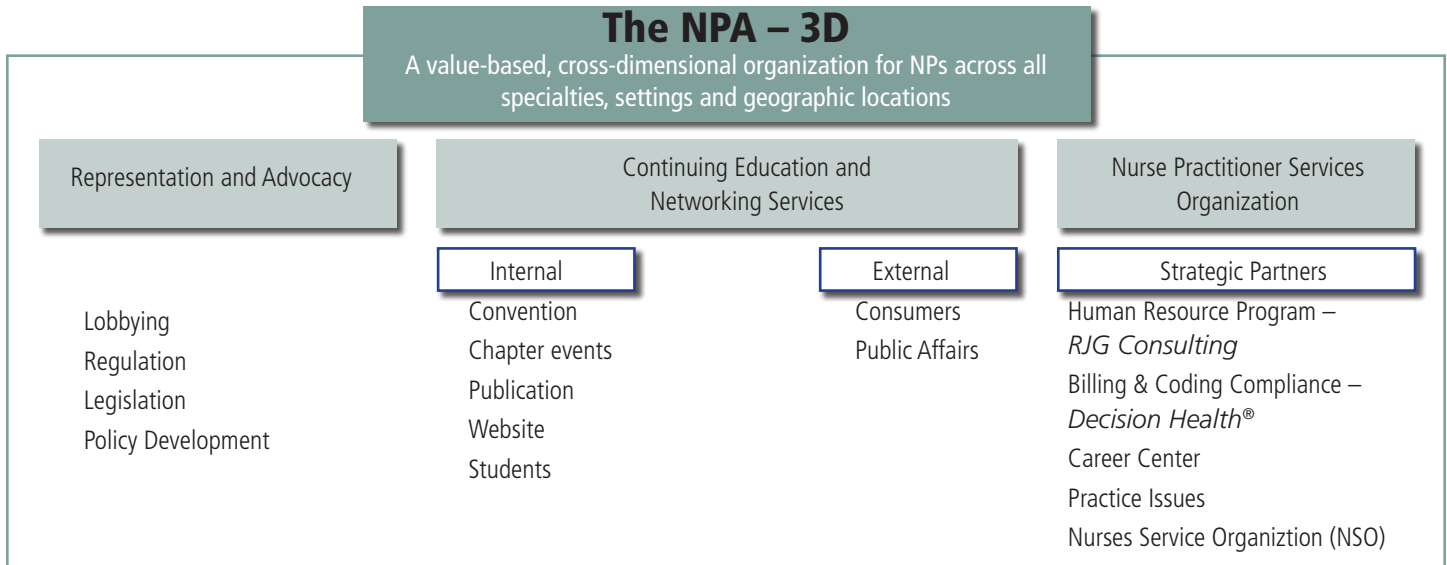 The NPA – 3D
A value-based, cross-dimensional organization for NPs across all
specialties, settings and geographic locations
Representation and Advocacy
Lobbying
Regulation
Legislation
Policy Development
Continuing Education and
Networking Services
Internal
Convention
Chapter events
Publication
Website
Students
External
Consumers
Public Affairs
Nurse Practitioner Services
Organization
Strategic Partners
Human Resource Program –
RJG Consulting
Billing & Coding Compliance –
Decision Health®
Career Center
Practice Issues
Nurses Service Organiztion (NSO)